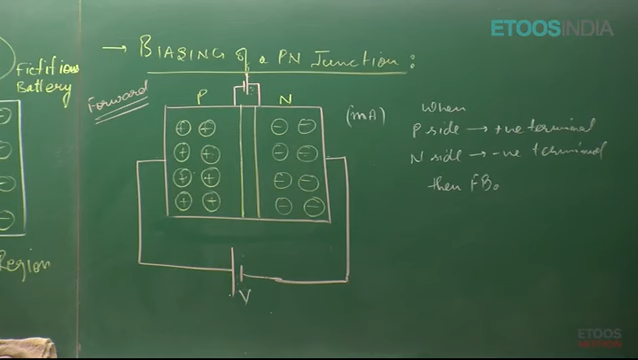 ETOOSINDIA
→ BIASING of a PN JUNCTION:
Fictitious
Battery
Forward
P N
(mA)
when
P side → +ve terminal
N side → -ve terminal
then FB.
+ + - -
+ + - -
+ + - -
+ + - -
V
Region
ETOOS